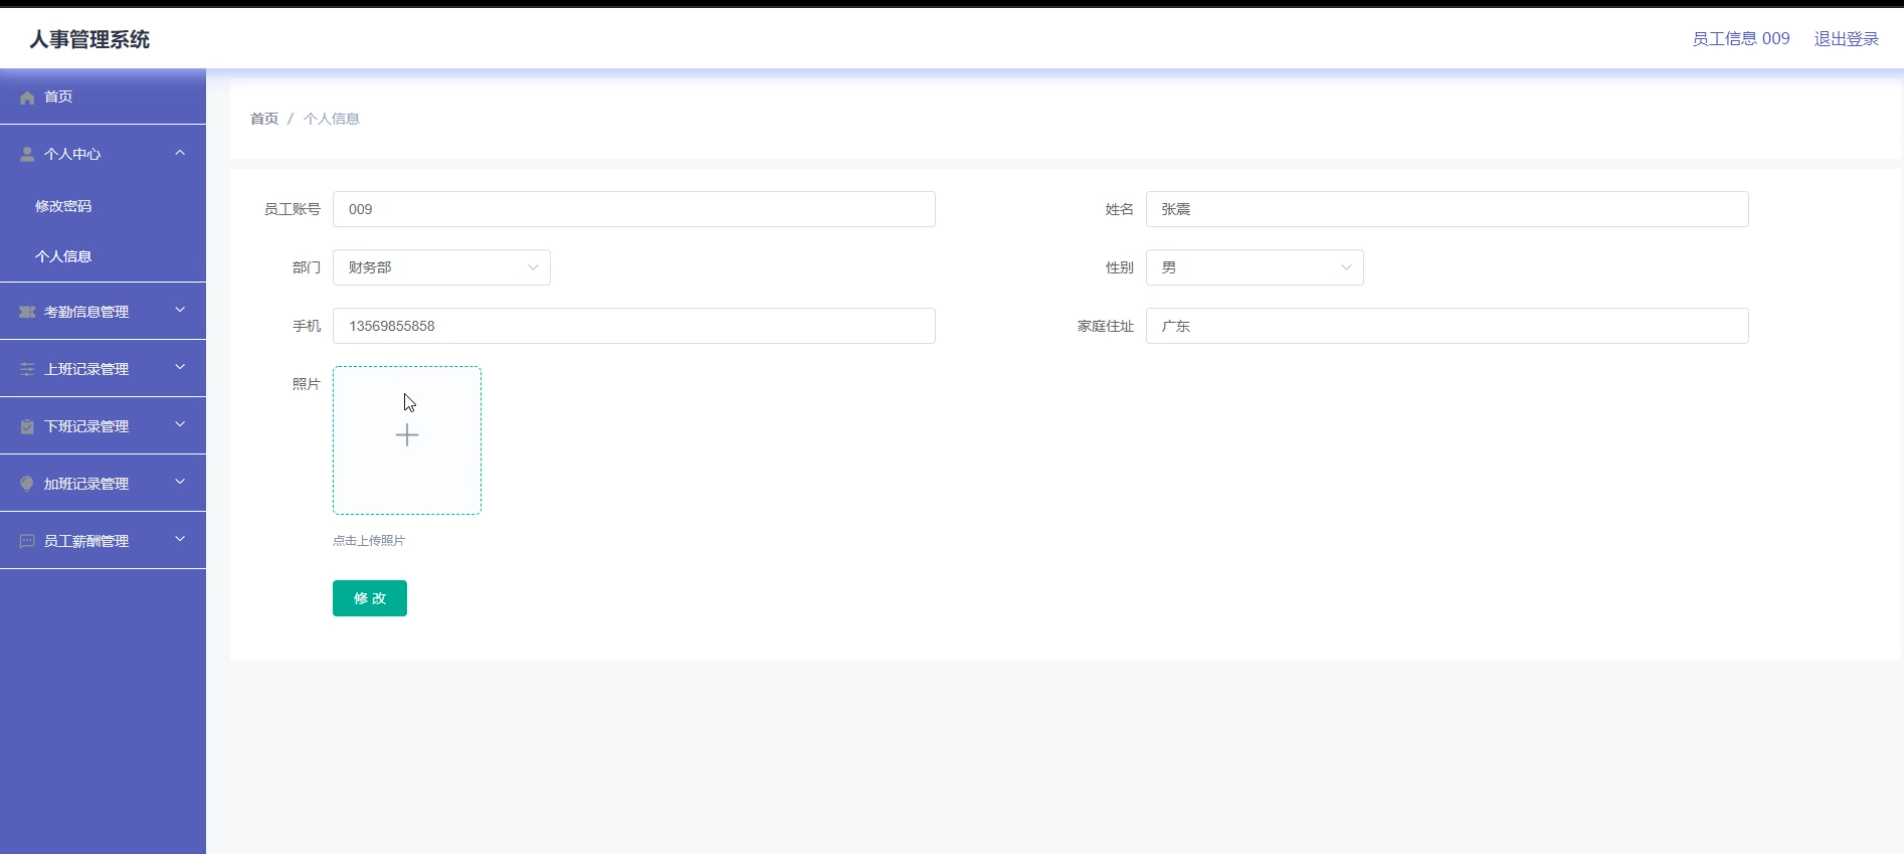 人事管理系统
员工信息 009 退出登录
首页
个人中心
修改密码
个人信息
考勤信息管理
上班记录管理
下班记录管理
加班记录管理
员工薪酬管理
首页 / 个人信息
员工账号 009
姓名 张震
部门 财务部
性别 男
手机 13569855858
家庭住址 广东
照片
点击上传照片
修 改